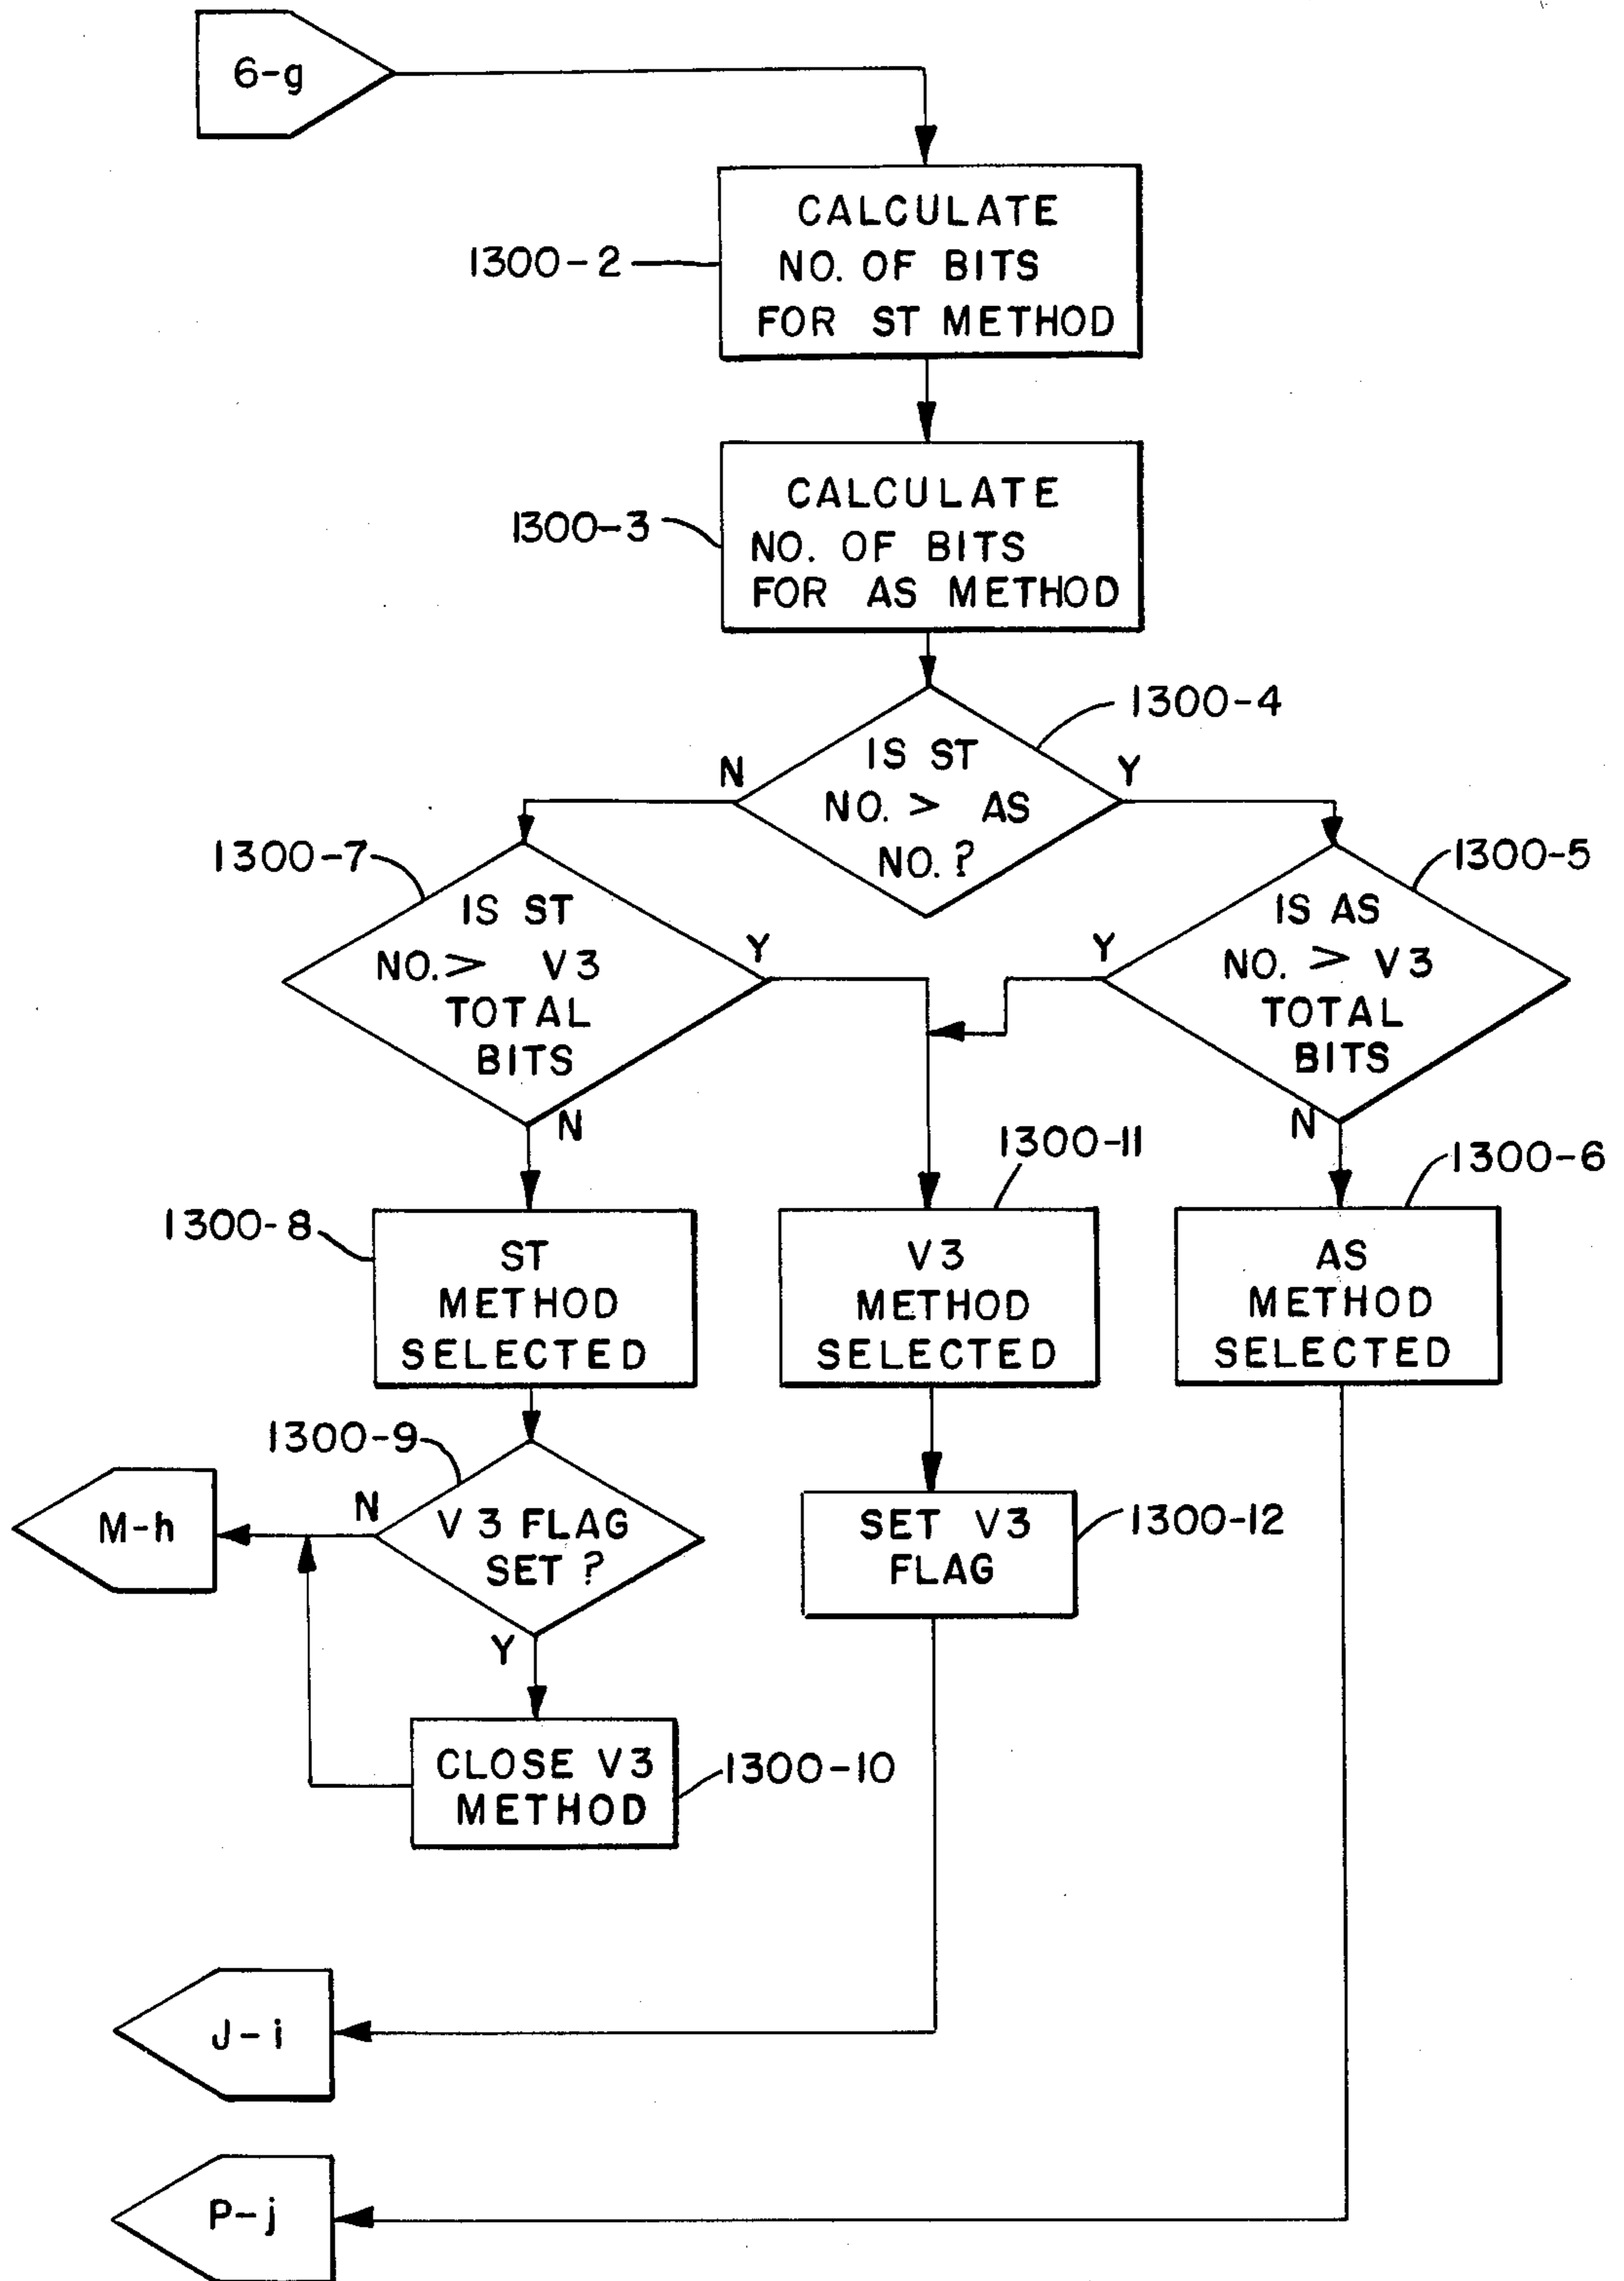 6-g
CALCULATE
NO. OF BITS
FOR ST METHOD
1300-2
CALCULATE
NO. OF BITS
FOR AS METHOD
1300-3
1300-4
IS ST
NO. > AS
NO.?
N
Y
1300-7
IS ST
NO. > V3
TOTAL
BITS
Y
N
1300-5
IS AS
NO. > V3
TOTAL
BITS
Y
N
1300-8
ST
METHOD
SELECTED
1300-11
V3
METHOD
SELECTED
1300-6
AS
METHOD
SELECTED
1300-9
V3 FLAG
SET ?
N
Y
M-h
SET V3
FLAG
1300-12
CLOSE V3
METHOD
1300-10
J-i
P-j